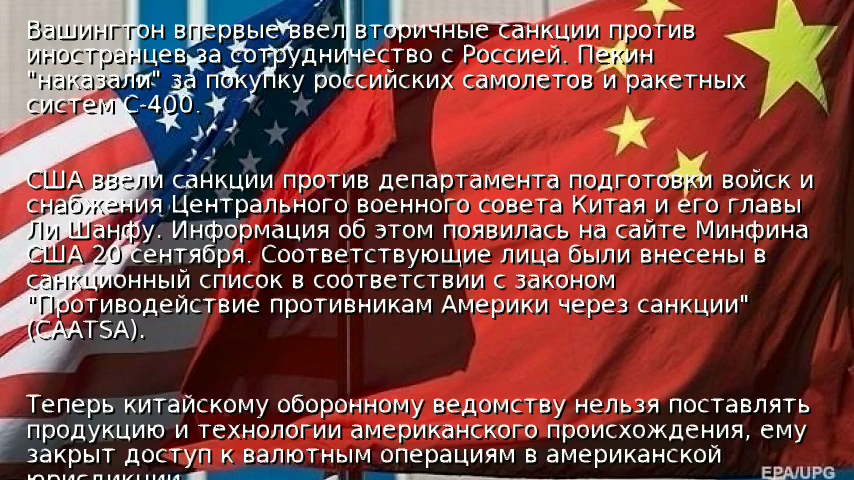 Вашингтон впервые ввел вторичные санкции против
иностранцев за сотрудничество с Россией. Пекин
"наказали" за покупку российских самолетов и ракетных
систем С-400.
США ввели санкции против департамента подготовки войск и
снабжения Центрального военного совета Китая и его главы
Ли Шанфу. Информация об этом появилась на сайте Минфина
США 20 сентября. Соответствующие лица были внесены в
санкционный список в соответствии с законом
"Противодействие противникам Америки через санкции"
(CAATSA).
Теперь китайскому оборонному ведомству нельзя поставлять
продукцию и технологии американского происхождения, ему
закрыт доступ к валютным операциям в американской
юрисдикции
EPA/UPG